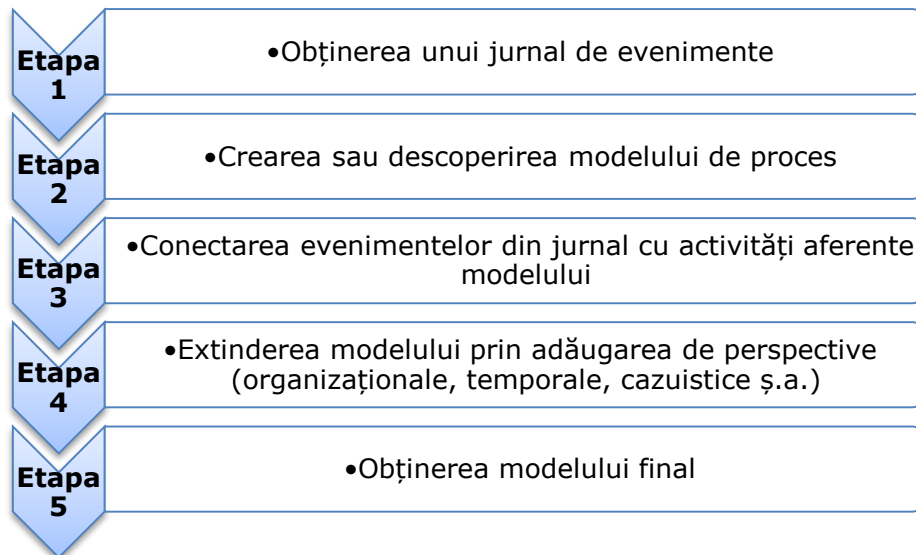 Etapa
1
•Obținerea unui jurnal de evenimente
Etapa
2
•Crearea sau descoperirea modelului de proces
Etapa
3
•Conectarea evenimentelor din jurnal cu activități aferente
modelului
Etapa
4
•Extinderea modelului prin adăugarea de perspective
(organizaționale, temporale, cazuistice ș.a.)
Etapa
5
•Obținerea modelului final